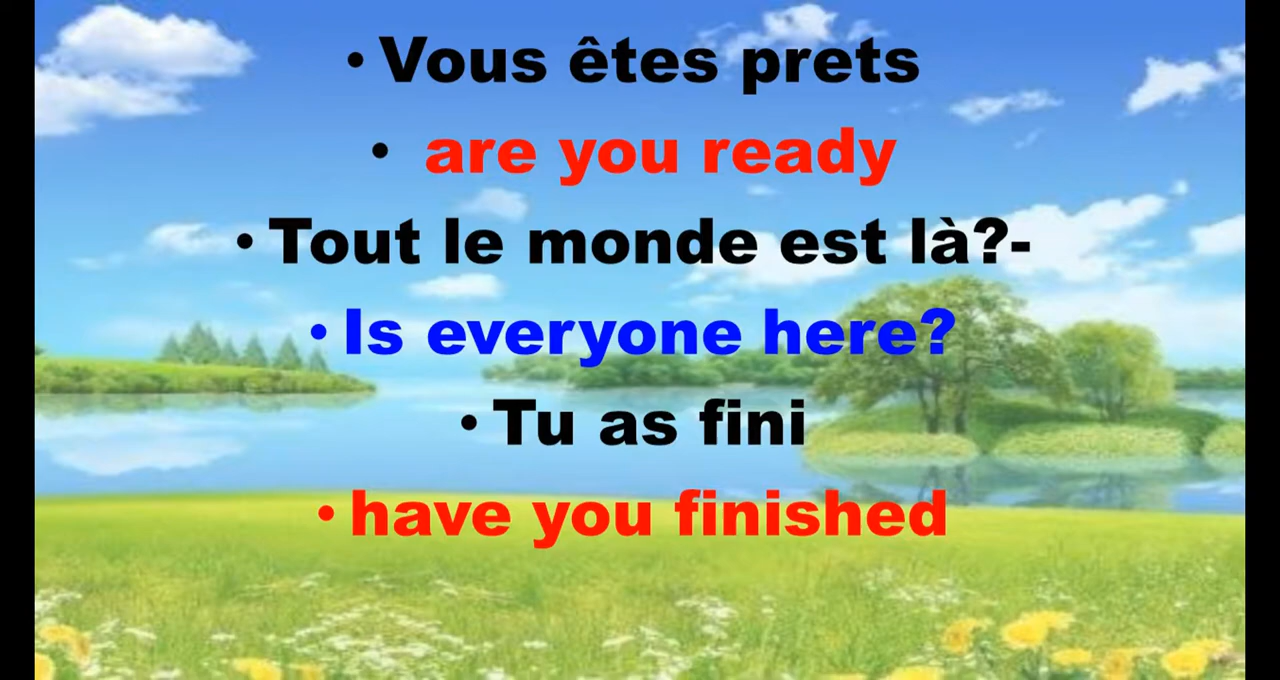 • Vous êtes prets
• are you ready
• Tout le monde est là?-
• Is everyone here?
• Tu as fini
• have you finished